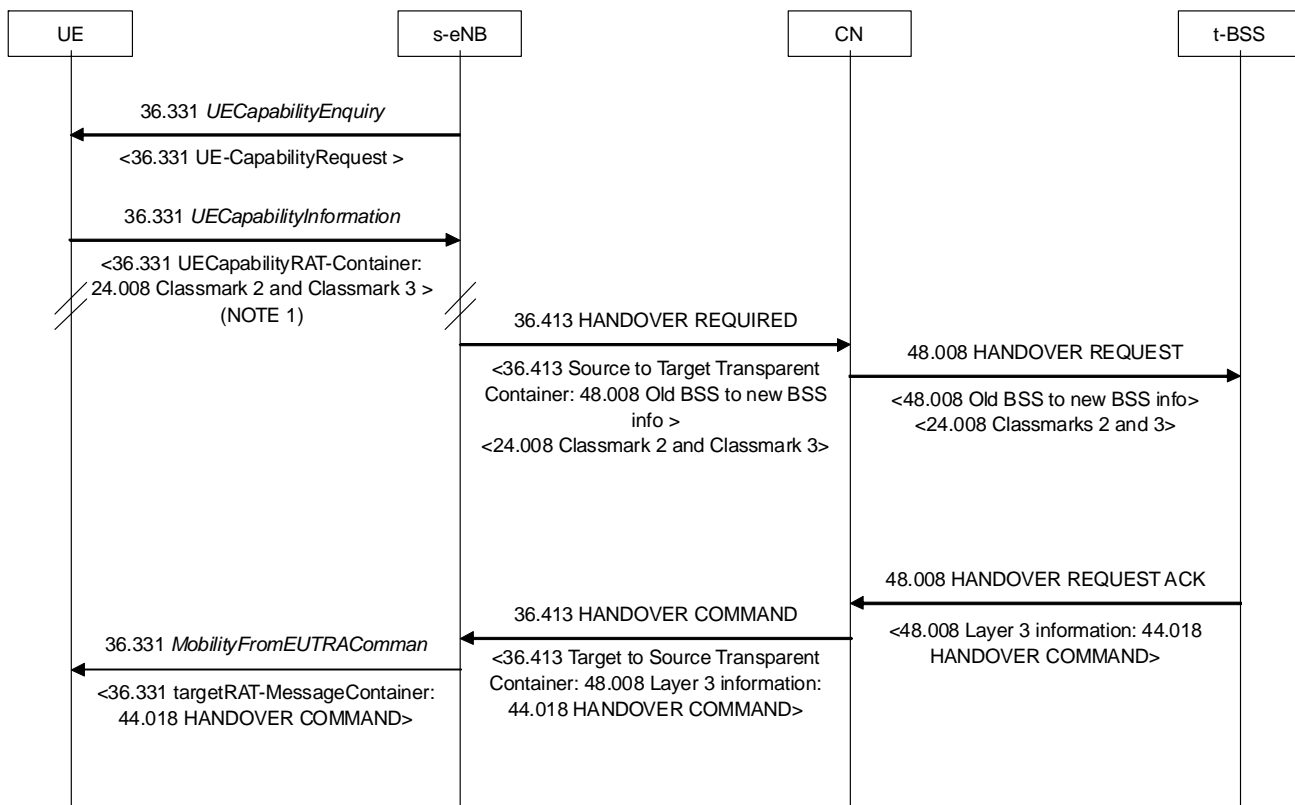 UE
s-eNB
CN
t-BSS
36.331 UECapabilityEnquiry
<36.331 UE-CapabilityRequest >
36.331 UECapabilityInformation
<36.331 UECapabilityRAT-Container:
24.008 Classmark 2 and Classmark 3 >
(NOTE 1)
36.413 HANDOVER REQUIRED
<36.413 Source to Target Transparent
Container: 48.008 Old BSS to new BSS
info >
<24.008 Classmark 2 and Classmark 3>
48.008 HANDOVER REQUEST
<48.008 Old BSS to new BSS info>
<24.008 Classmarks 2 and 3>
48.008 HANDOVER REQUEST ACK
<48.008 Layer 3 information: 44.018
HANDOVER COMMAND>
36.413 HANDOVER COMMAND
<36.413 Target to Source Transparent
Container: 48.008 Layer 3 information:
44.018 HANDOVER COMMAND>
36.331 MobilityFromEUTRAComman
<36.331 targetRAT-MessageContainer:
44.018 HANDOVER COMMAND>